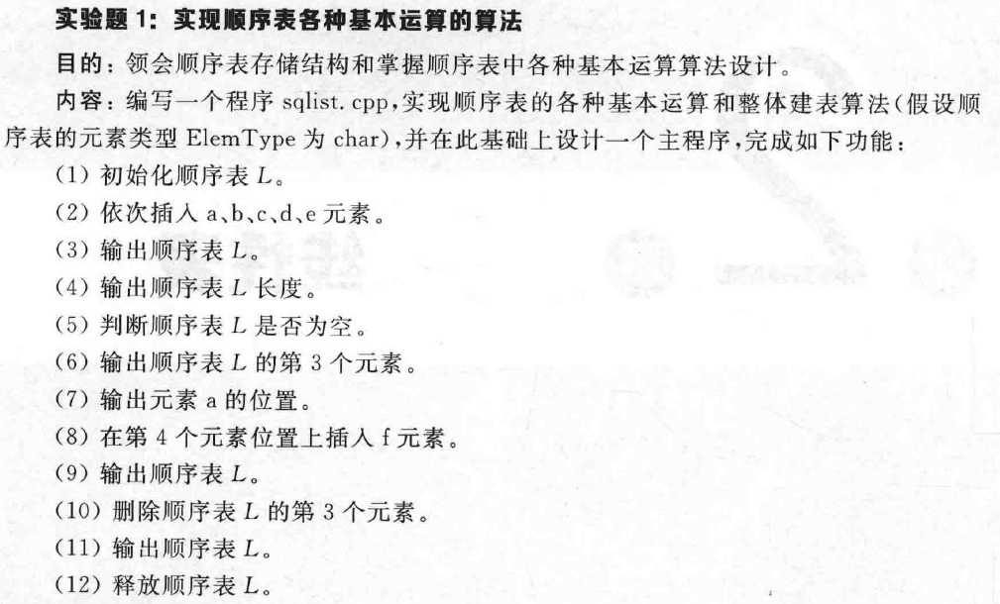 实验题 1：实现顺序表各种基本运算的算法
目的：领会顺序表存储结构和掌握顺序表中各种基本运算算法设计。
内容：编写一个程序 sqlist.cpp,实现顺序表的各种基本运算和整体建表算法(假设顺
序表的元素类型 ElemType 为 char),并在此基础上设计一个主程序,完成如下功能：
(1) 初始化顺序表 L。
(2) 依次插入 a、b、c、d、e 元素。
(3) 输出顺序表 L。
(4) 输出顺序表 L 长度。
(5) 判断顺序表 L 是否为空。
(6) 输出顺序表 L 的第 3 个元素。
(7) 输出元素 a 的位置。
(8) 在第 4 个元素位置上插入 f 元素。
(9) 输出顺序表 L。
(10) 删除顺序表 L 的第 3 个元素。
(11) 输出顺序表 L。
(12) 释放顺序表 L。